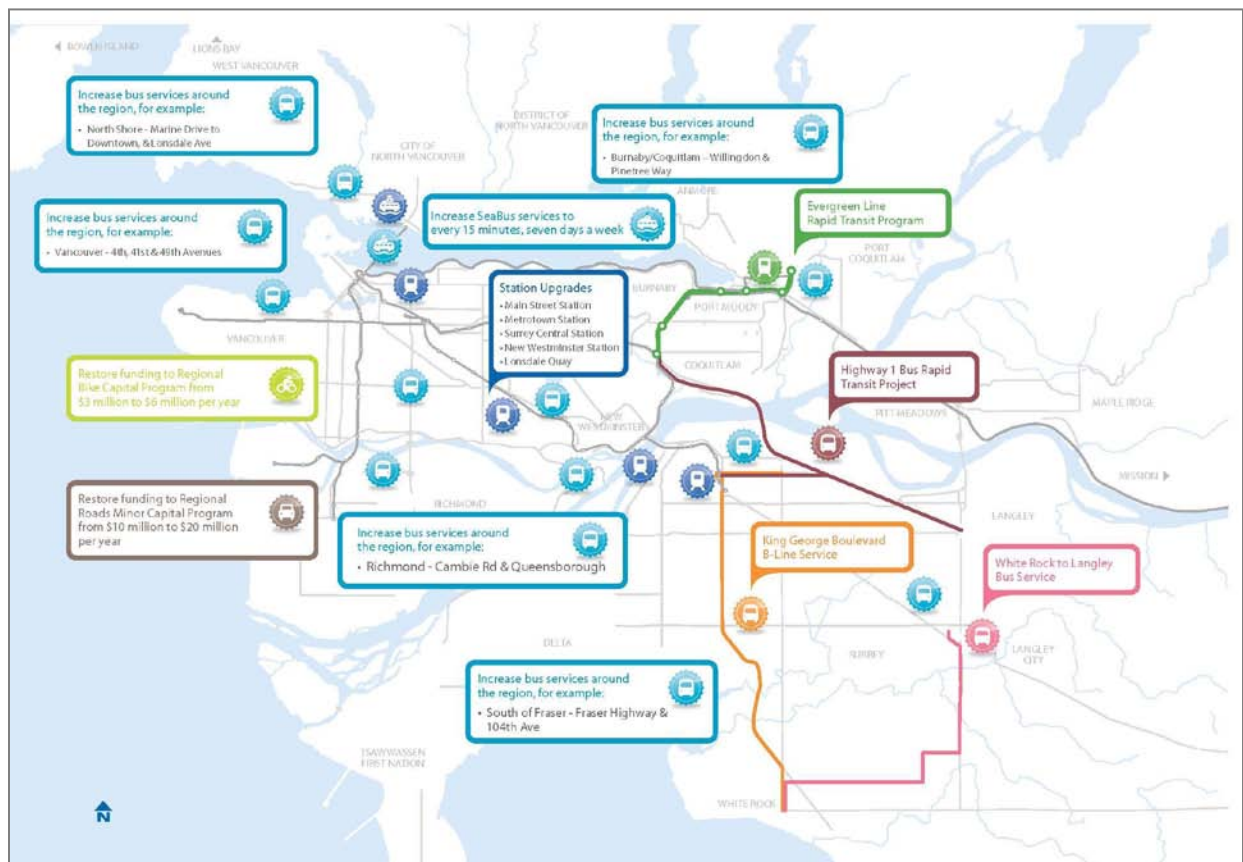 BOWEN ISLAND
LIONS BAY
WEST VANCOUVER
Increase bus services around
the region, for example:
• North Shore - Marine Drive to
Downtown, & Lonsdale Ave
DISTRICT OF
NORTH VANCOUVER
CITY OF
NORTH VANCOUVER
Increase bus services around
the region, for example:
• Burnaby/Coquitlam - Willingdon &
Pinetree Way
ANMORE
Evergreen Line
Rapid Transit Program
Increase bus services around
the region, for example:
• Vancouver - 4th, 41st & 49th Avenues
Increase SeaBus services to
every 15 minutes, seven days a week
PORT
COQUITLAM
Station Upgrades
• Main Street Station
• Metrotown Station
• Surrey Central Station
• New Westminster Station
• Lonsdale Quay
BURNABY
PORT MOODY
VANCOUVER
COQUITLAM
Restore funding to Regional
Bike Capital Program from
$3 million to $6 million per year
Highway 1 Bus Rapid
Transit Project
NEW
WESTMINSTER
PITT MEADOWS
MAPLE RIDGE
MISSION
Restore funding to Regional
Roads Minor Capital Program
from $10 million to $20 million
per year
RICHMOND
LANGLEY
Increase bus services around
the region, for example:
• Richmond - Cambie Rd & Queensborough
King George Boulevard
B-Line Service
White Rock to Langley
Bus Service
DELTA
SURREY
LANGLEY
CITY
Increase bus services around
the region, for example:
• South of Fraser - Fraser Highway &
104th Ave
TSAWWASSEN
FIRST NATION
WHITE ROCK
N